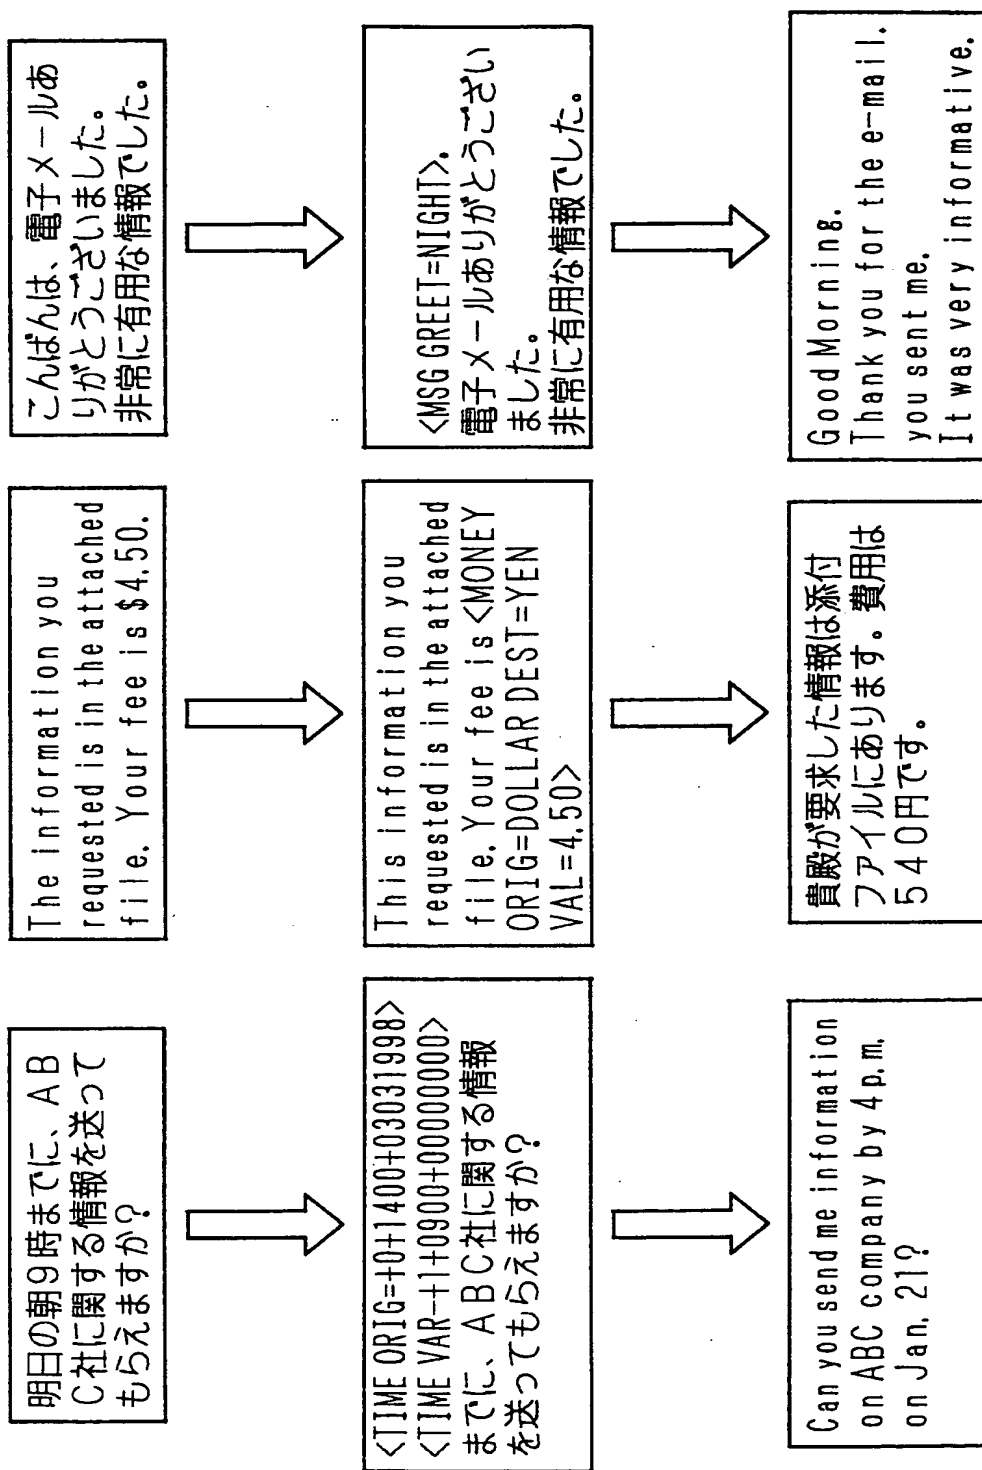 明日の朝9時までに、AB
C社に関する情報を送って
もらえますか?
<TIME ORIG=+0+1400+03031998>
<TIME VAR-+1+0900+00000000>
までに、ABC社に関する情報
を送ってもらえますか?
Can you send me information
on ABC company by 4p.m.
on Jan. 21?
The information you
requested is in the attached
file. Your fee is $4.50.
This information you
requested is in the attached
file. Your fee is <MONEY
ORIG=DOLLAR DEST=YEN
VAL=4.50>
貴殿が要求した情報は添付
ファイルにあります。費用は
540円です。
こんばんは、電子メールあ
りがとうございました。
非常に有用な情報でした。
<MSG GREET=NIGHT>.
電子メールありがとうござい
ました。
非常に有用な情報でした。
Good Morning.
Thank you for the e-mail.
you sent me.
It was very informative.